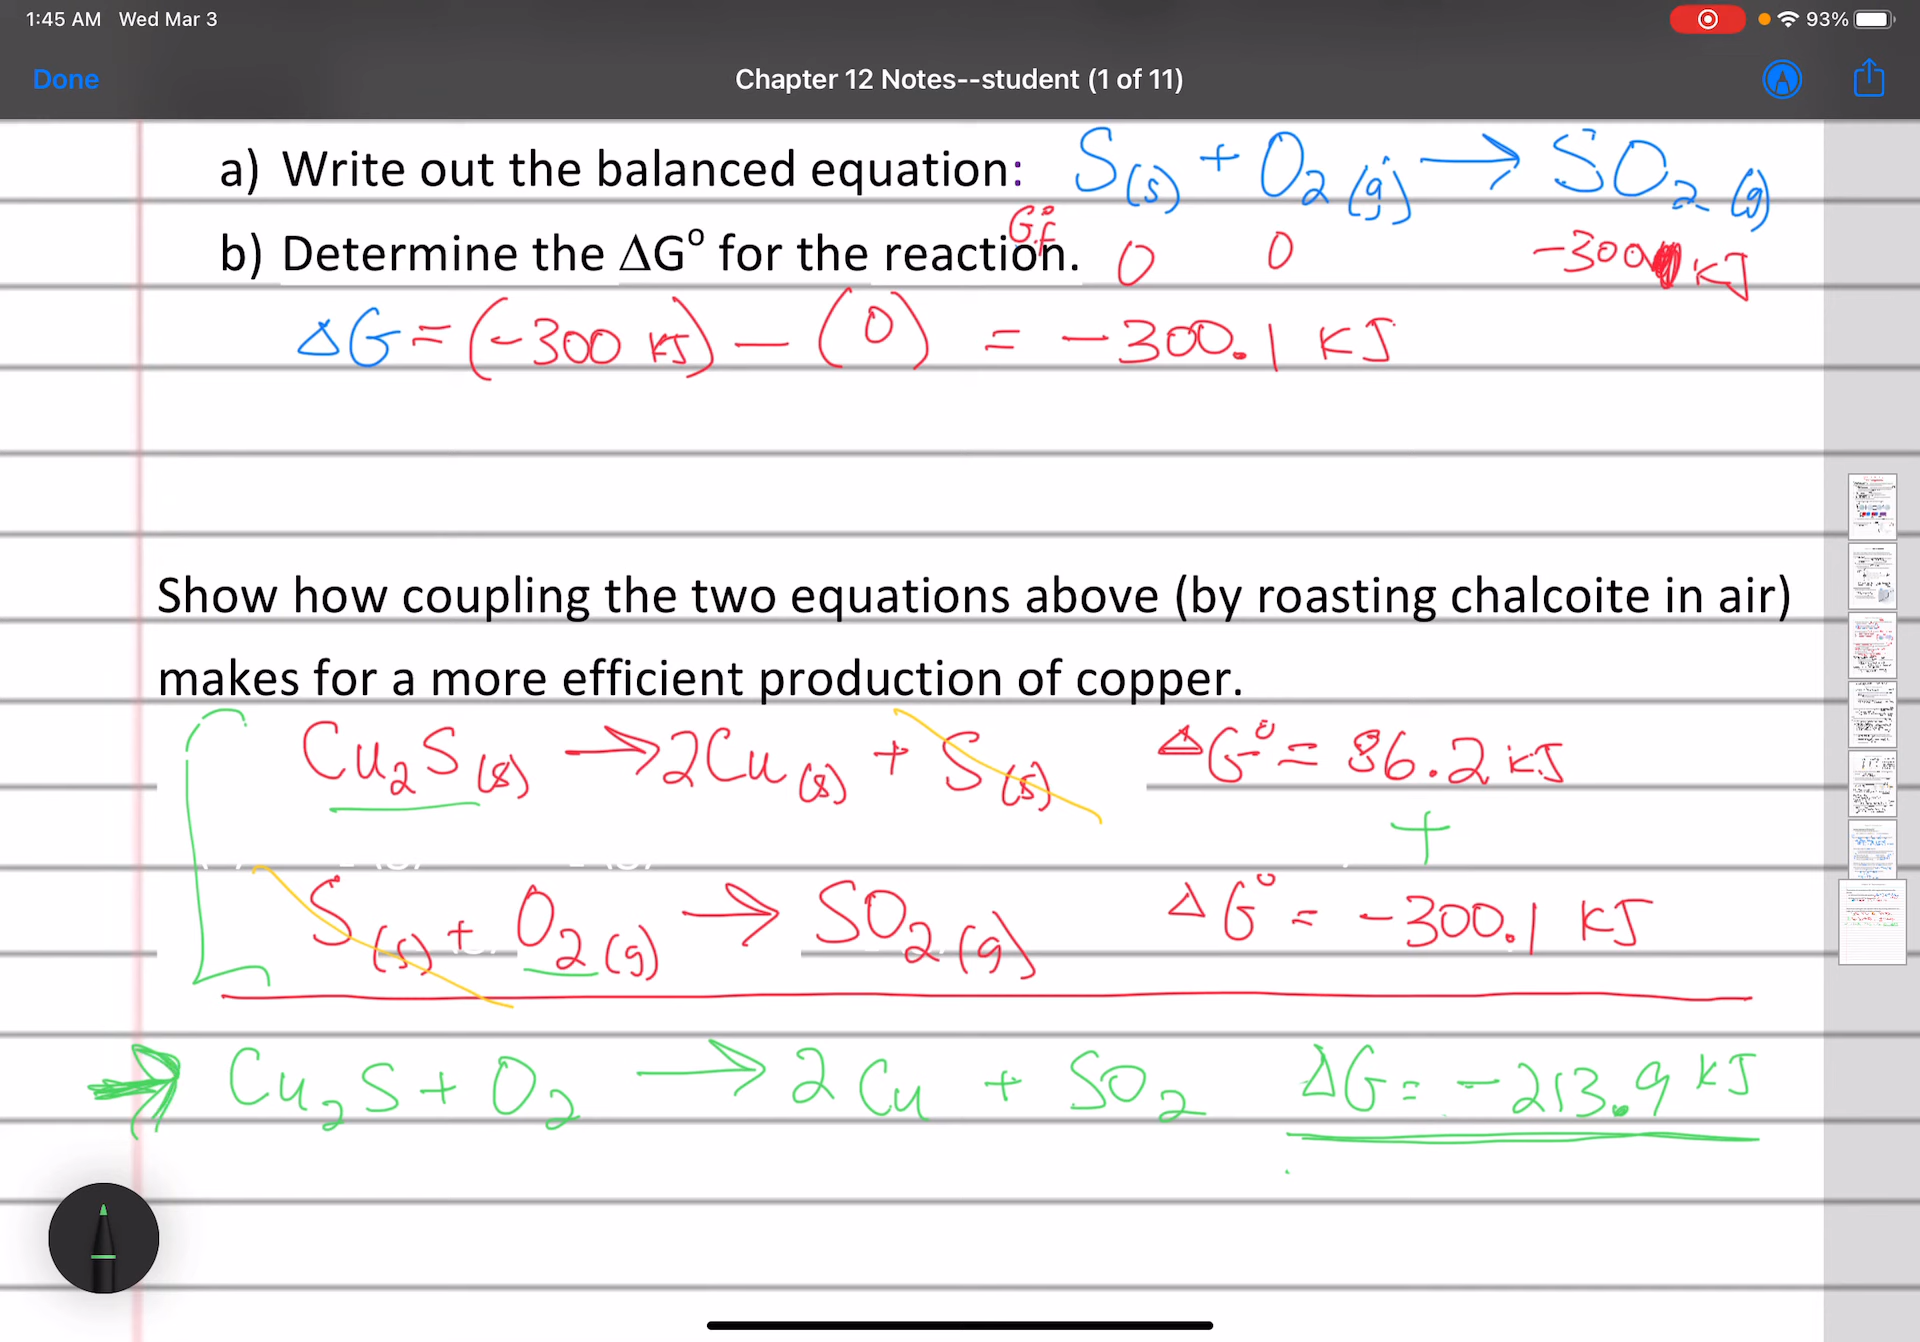 1:45 AM Wed Mar 3 93%
Done Chapter 12 Notes--student (1 of 11)
a) Write out the balanced equation: S(s) + O₂(g) → SO₂(g)
b) Determine the ΔG° for the reaction. G°f 0 0 -300 kJ
ΔG = (-300 kJ) - (0) = -300.1 kJ
Show how coupling the two equations above (by roasting chalcoite in air)
makes for a more efficient production of copper.
Cu₂S(s) → 2Cu(s) + S(s) ΔG° = 86.2 kJ
+
S(s) + O₂(g) → SO₂(g) ΔG° = -300.1 kJ
Cu₂S + O₂ → 2Cu + SO₂ ΔG = -213.9 kJ